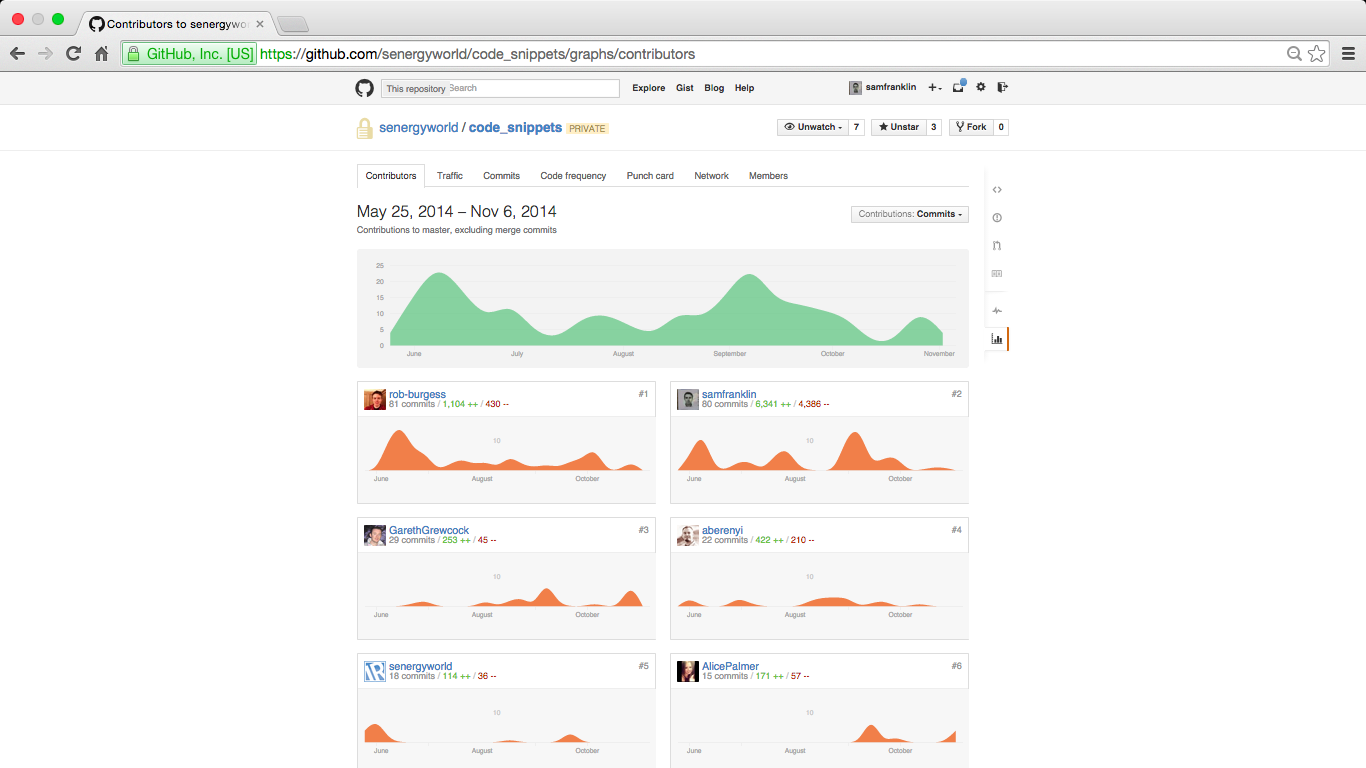 Contributors to senergywor
GitHub, Inc. [US] https://github.com/senergyworld/code_snippets/graphs/contributors
This repository Search Explore Gist Blog Help samfranklin
senergyworld / code_snippets PRIVATE Unwatch 7 Unstar 3 Fork 0
Contributors Traffic Commits Code frequency Punch card Network Members
May 25, 2014 – Nov 6, 2014 Contributions: Commits
Contributions to master, excluding merge commits
25
20
15
10
5
0
June July August September October November
rob-burgess #1
81 commits / 1,104 ++ / 430 --
10
June August October
samfranklin #2
80 commits / 6,341 ++ / 4,386 --
10
June August October
GarethGrewcock #3
29 commits / 253 ++ / 45 --
10
June August October
aberenyi #4
22 commits / 422 ++ / 210 --
10
June August October
senergyworld #5
18 commits / 114 ++ / 36 --
10
June August October
AlicePalmer #6
15 commits / 171 ++ / 57 --
10
June August October